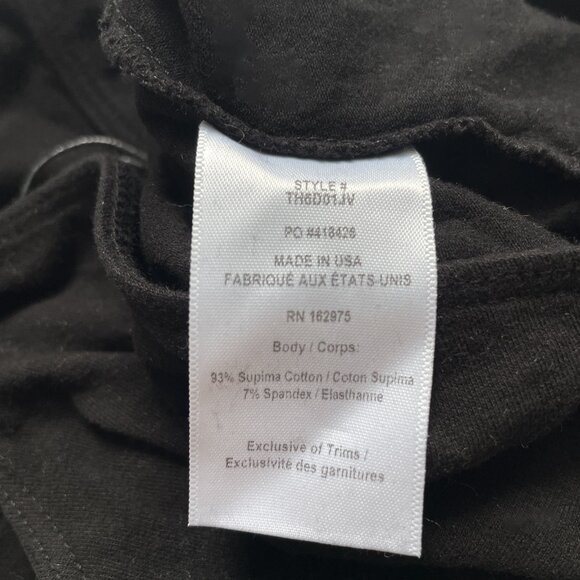 STYLE #
TH6D01JV
PO #418426
MADE IN USA
FABRIQUÉ AUX ÉTATS-UNIS
RN 162975
Body / Corps:
93% Supima Cotton / Coton Supima
7% Spandex / Elasthanne
Exclusive of Trims /
Exclusivité des garnitures